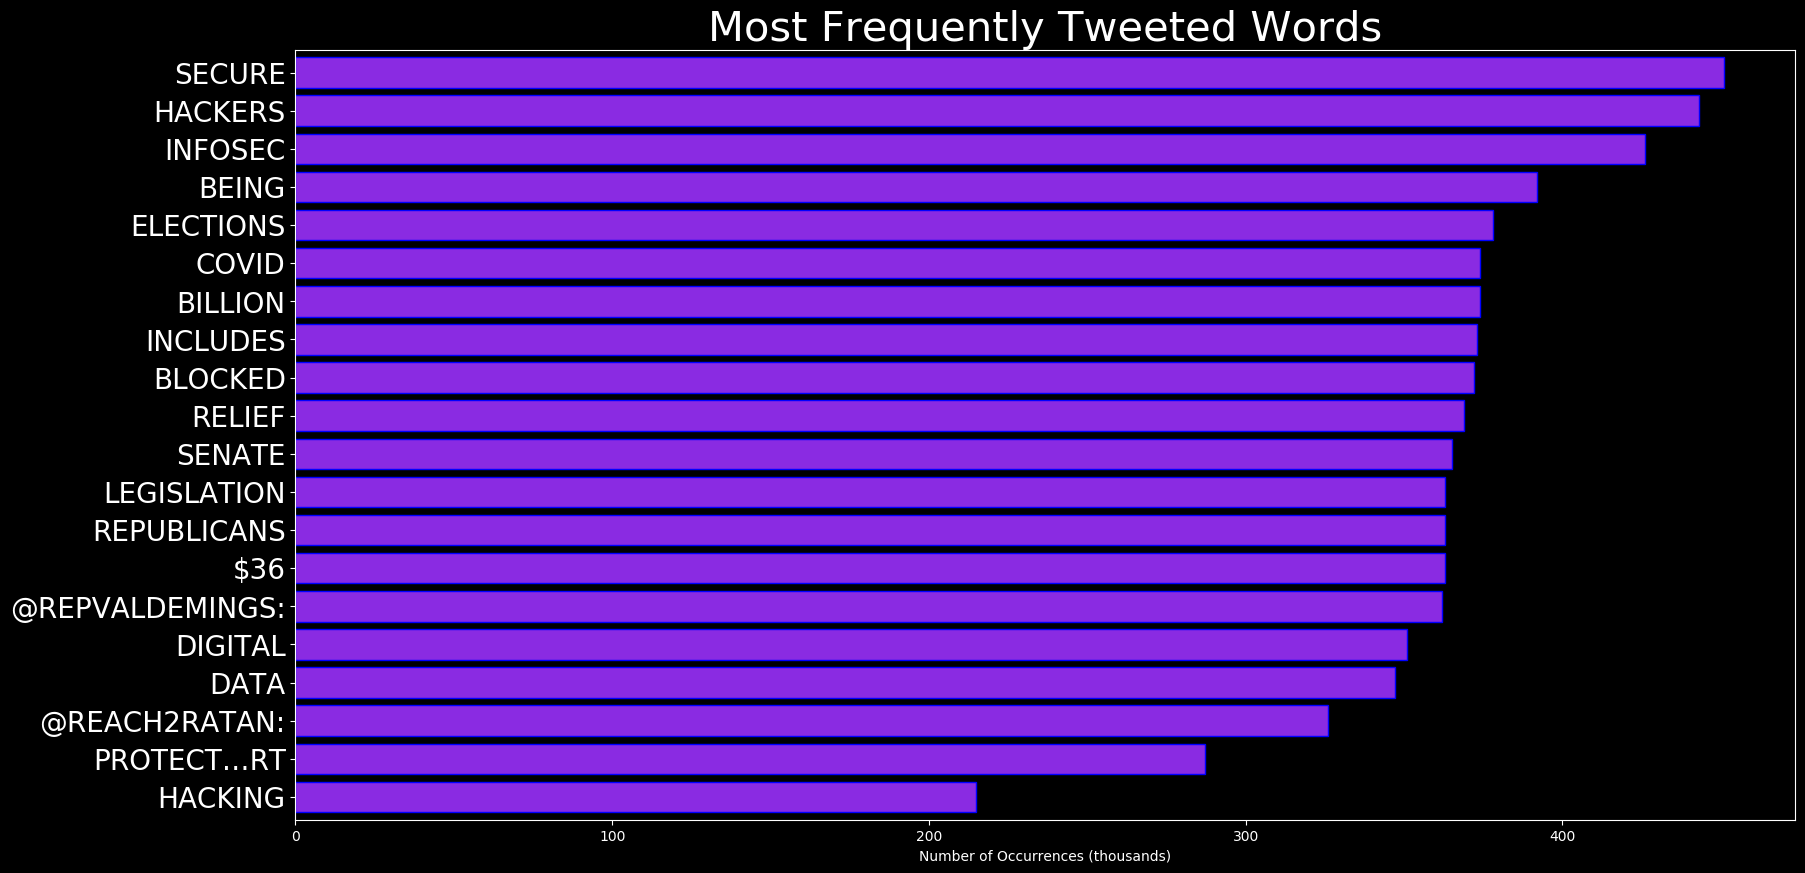 Most Frequently Tweeted Words
SECURE
HACKERS
INFOSEC
BEING
ELECTIONS
COVID
BILLION
INCLUDES
BLOCKED
RELIEF
SENATE
LEGISLATION
REPUBLICANS
$36
@REPVALDEMINGS:
DIGITAL
DATA
@REACH2RATAN:
PROTECT…RT
HACKING
0 100 200 300 400
Number of Occurrences (thousands)